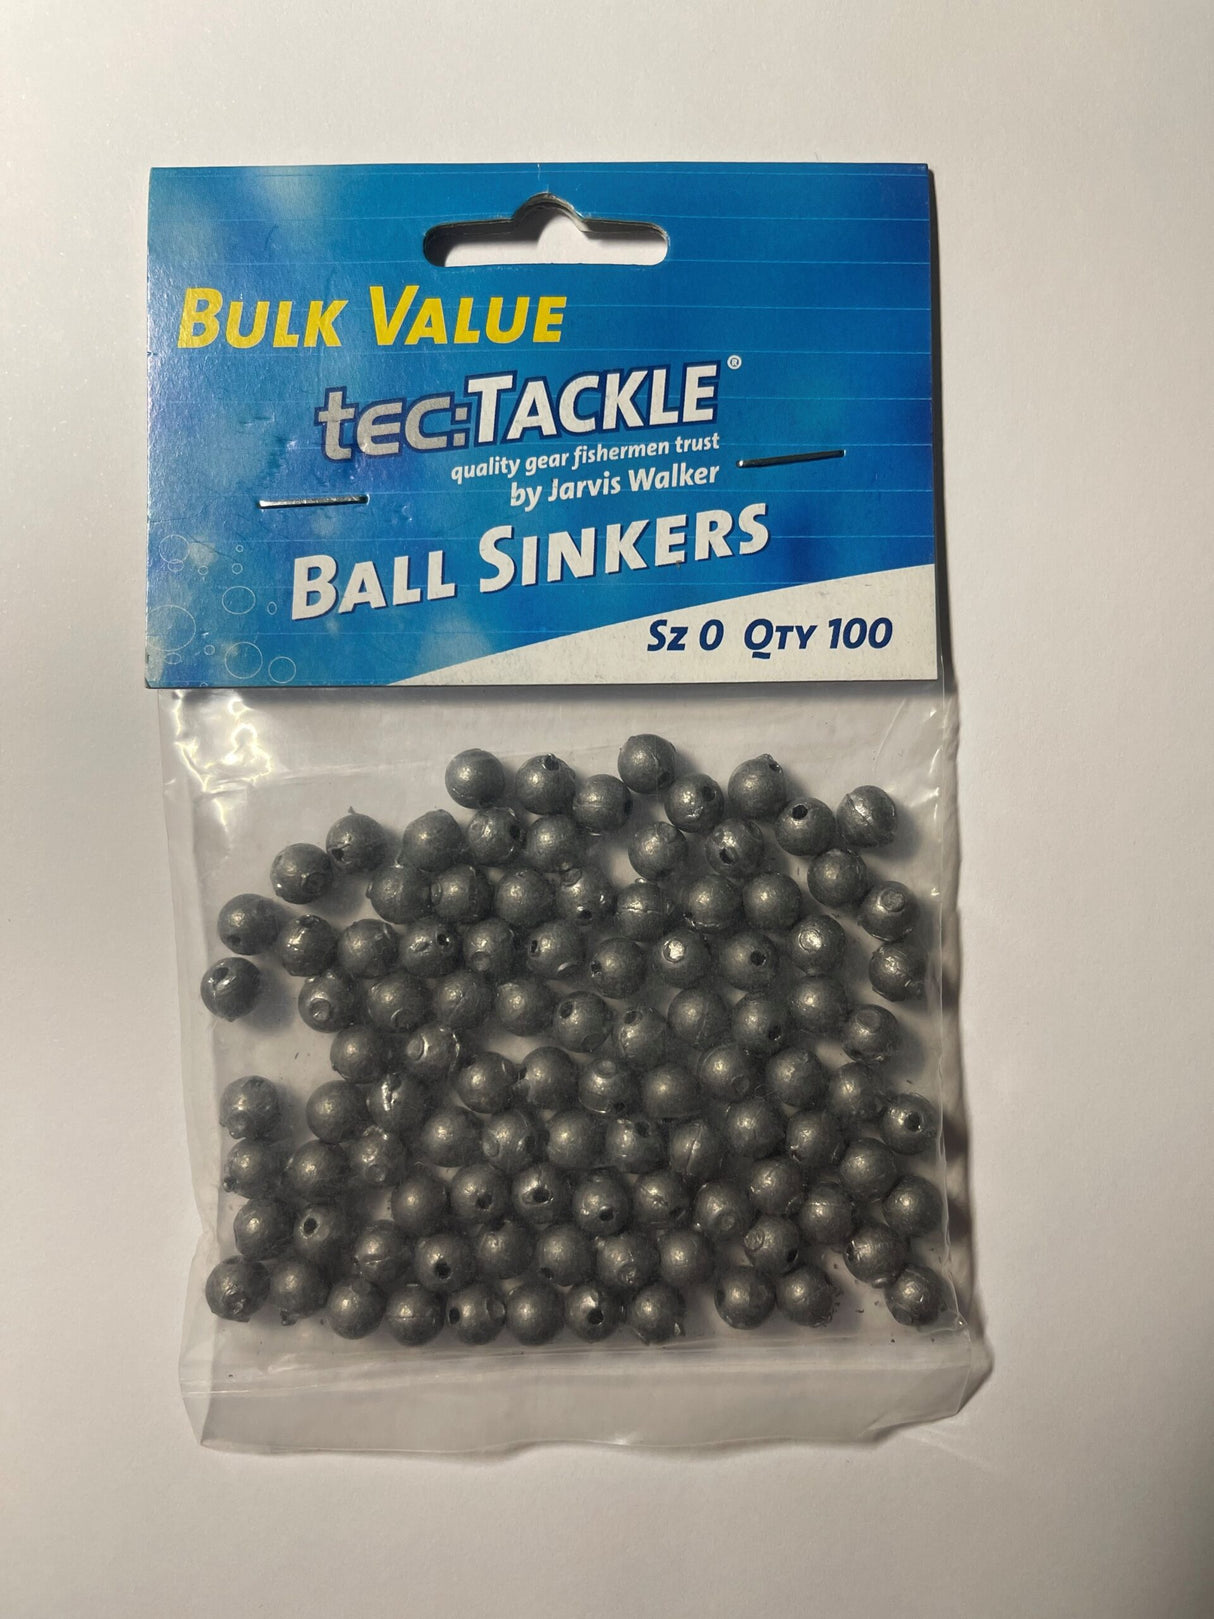 BULK VALUE
tec:TACKLE®
quality gear fishermen trust
by Jarvis Walker
BALL SINKERS
SZ 0 QTY 100